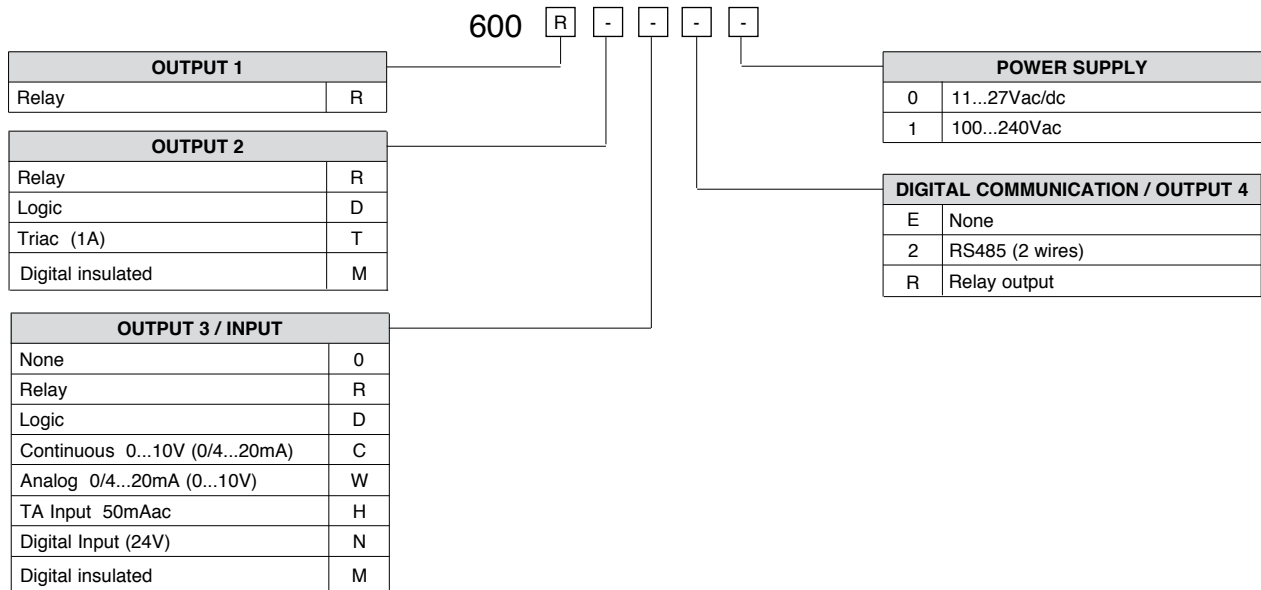 600 R - - - -
OUTPUT 1
Relay R
OUTPUT 2
Relay R
Logic D
Triac (1A) T
Digital insulated M
OUTPUT 3 / INPUT
None 0
Relay R
Logic D
Continuous 0...10V (0/4...20mA) C
Analog 0/4...20mA (0...10V) W
TA Input 50mAac H
Digital Input (24V) N
Digital insulated M
POWER SUPPLY
0 11...27Vac/dc
1 100...240Vac
DIGITAL COMMUNICATION / OUTPUT 4
E None
2 RS485 (2 wires)
R Relay output